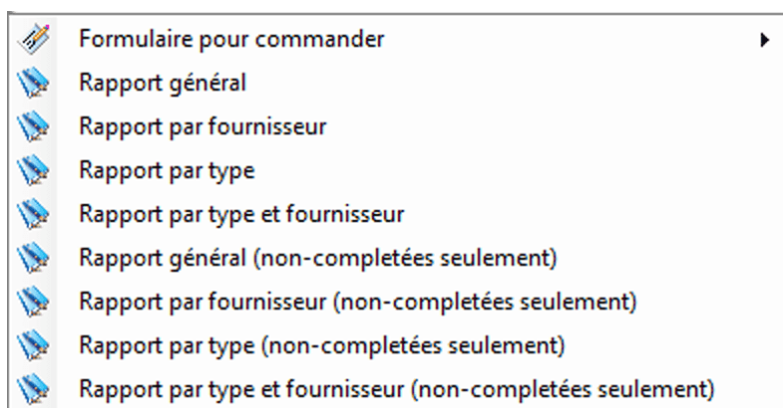 Formulaire pour commander
Rapport général
Rapport par fournisseur
Rapport par type
Rapport par type et fournisseur
Rapport général (non-completées seulement)
Rapport par fournisseur (non-completées seulement)
Rapport par type (non-completées seulement)
Rapport par type et fournisseur (non-completées seulement)